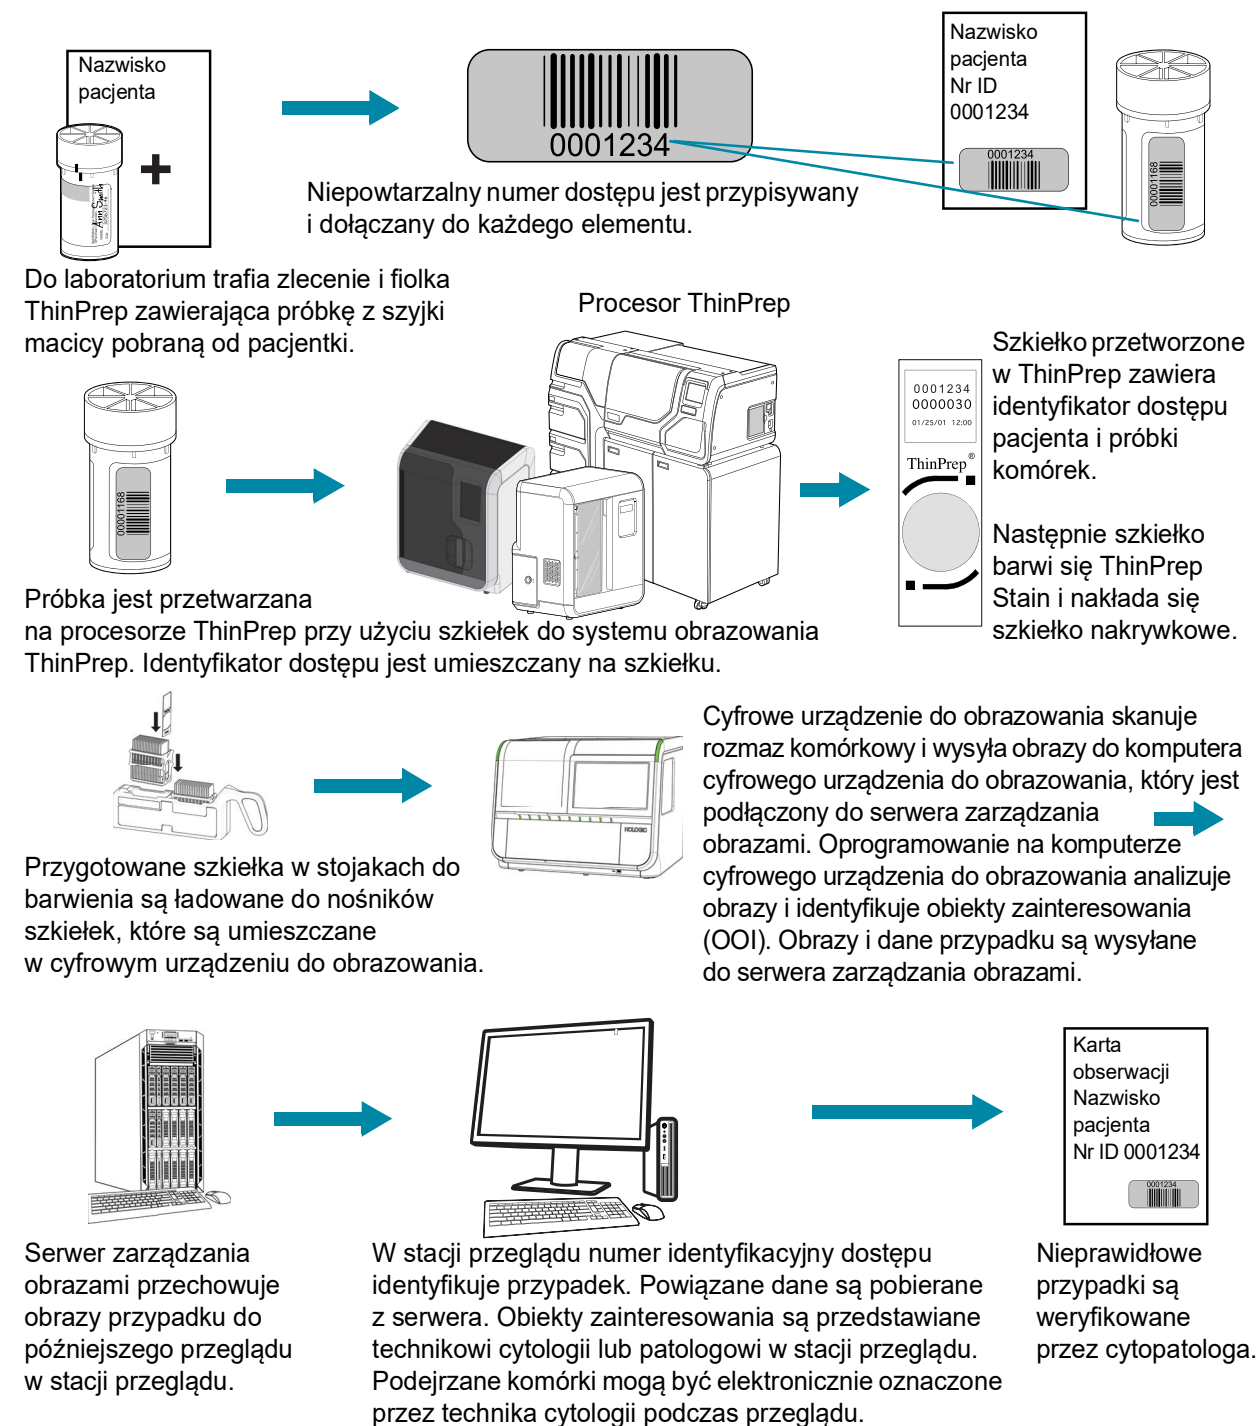 Nazwisko
pacjenta
0001234
Nazwisko
pacjenta
Nr ID
0001234
0001234
00001168
Niepowtarzalny numer dostępu jest przypisywany
i dołączany do każdego elementu.
Do laboratorium trafia zlecenie i fiolka
ThinPrep zawierająca próbkę z szyjki
macicy pobraną od pacjentki.
Procesor ThinPrep
00001168
0001234
0000030
01/25/01 12:00
ThinPrep®
Szkiełko przetworzone
w ThinPrep zawiera
identyfikator dostępu
pacjenta i próbki
komórek.
Następnie szkiełko
barwi się ThinPrep
Stain i nakłada się
szkiełko nakrywkowe.
Próbka jest przetwarzana
na procesorze ThinPrep przy użyciu szkiełek do systemu obrazowania
ThinPrep. Identyfikator dostępu jest umieszczany na szkiełku.
HOLOGIC
Cyfrowe urządzenie do obrazowania skanuje
rozmaz komórkowy i wysyła obrazy do komputera
cyfrowego urządzenia do obrazowania, który jest
podłączony do serwera zarządzania
obrazami. Oprogramowanie na komputerze
cyfrowego urządzenia do obrazowania analizuje
obrazy i identyfikuje obiekty zainteresowania
(OOI). Obrazy i dane przypadku są wysyłane
do serwera zarządzania obrazami.
Przygotowane szkiełka w stojakach do
barwienia są ładowane do nośników
szkiełek, które są umieszczane
w cyfrowym urządzeniu do obrazowania.
Karta
obserwacji
Nazwisko
pacjenta
Nr ID 0001234
0001234
Serwer zarządzania
obrazami przechowuje
obrazy przypadku do
późniejszego przeglądu
w stacji przeglądu.
W stacji przeglądu numer identyfikacyjny dostępu
identyfikuje przypadek. Powiązane dane są pobierane
z serwera. Obiekty zainteresowania są przedstawiane
technikowi cytologii lub patologowi w stacji przeglądu.
Podejrzane komórki mogą być elektronicznie oznaczone
przez technika cytologii podczas przeglądu.
Nieprawidłowe
przypadki są
weryfikowane
przez cytopatologa.